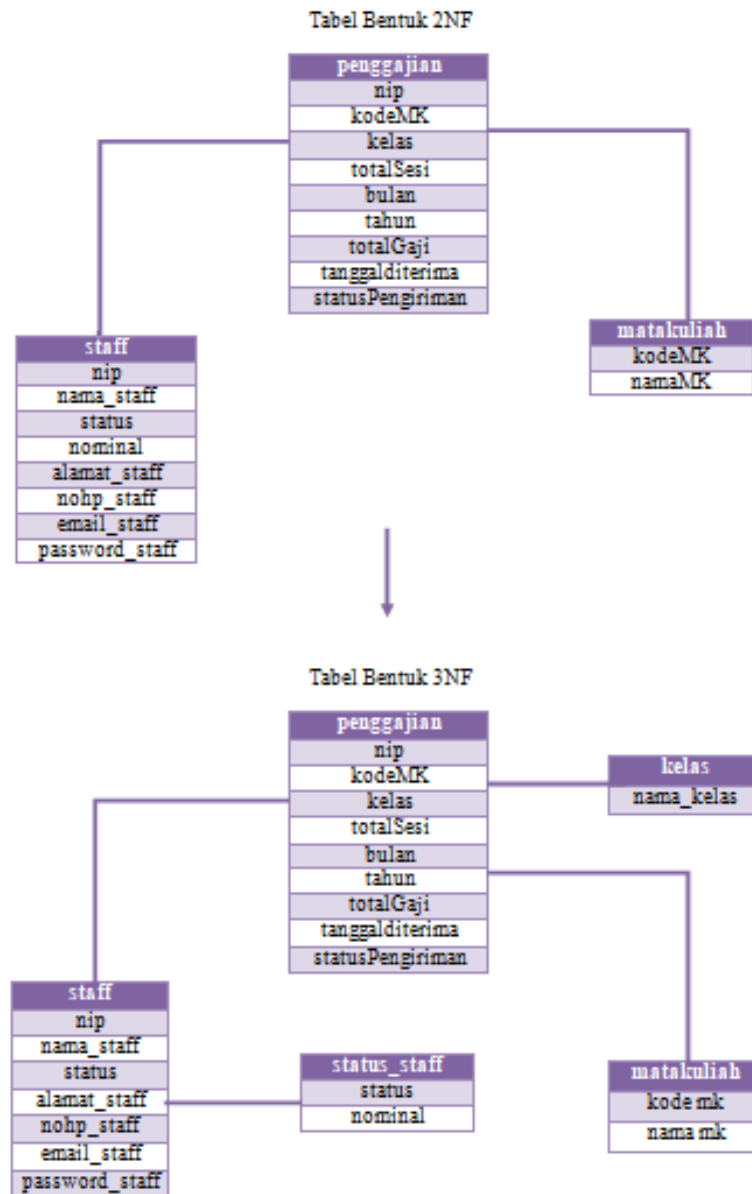 Tabel Bentuk 2NF
penggajian
nip
kodeMK
kelas
totalSesi
bulan
tahun
totalGaji
tanggalditerima
statusPengiriman
staff
nip
nama_staff
status
nominal
alamat_staff
nohp_staff
email_staff
password_staff
matakuliah
kodeMK
namaMK
Tabel Bentuk 3NF
penggajian
nip
kodeMK
kelas
totalSesi
bulan
tahun
totalGaji
tanggalditerima
statusPengiriman
kelas
nama_kelas
staff
nip
nama_staff
status
alamat_staff
nohp_staff
email_staff
password_staff
status_staff
status
nominal
matakuliah
kode mk
nama mk